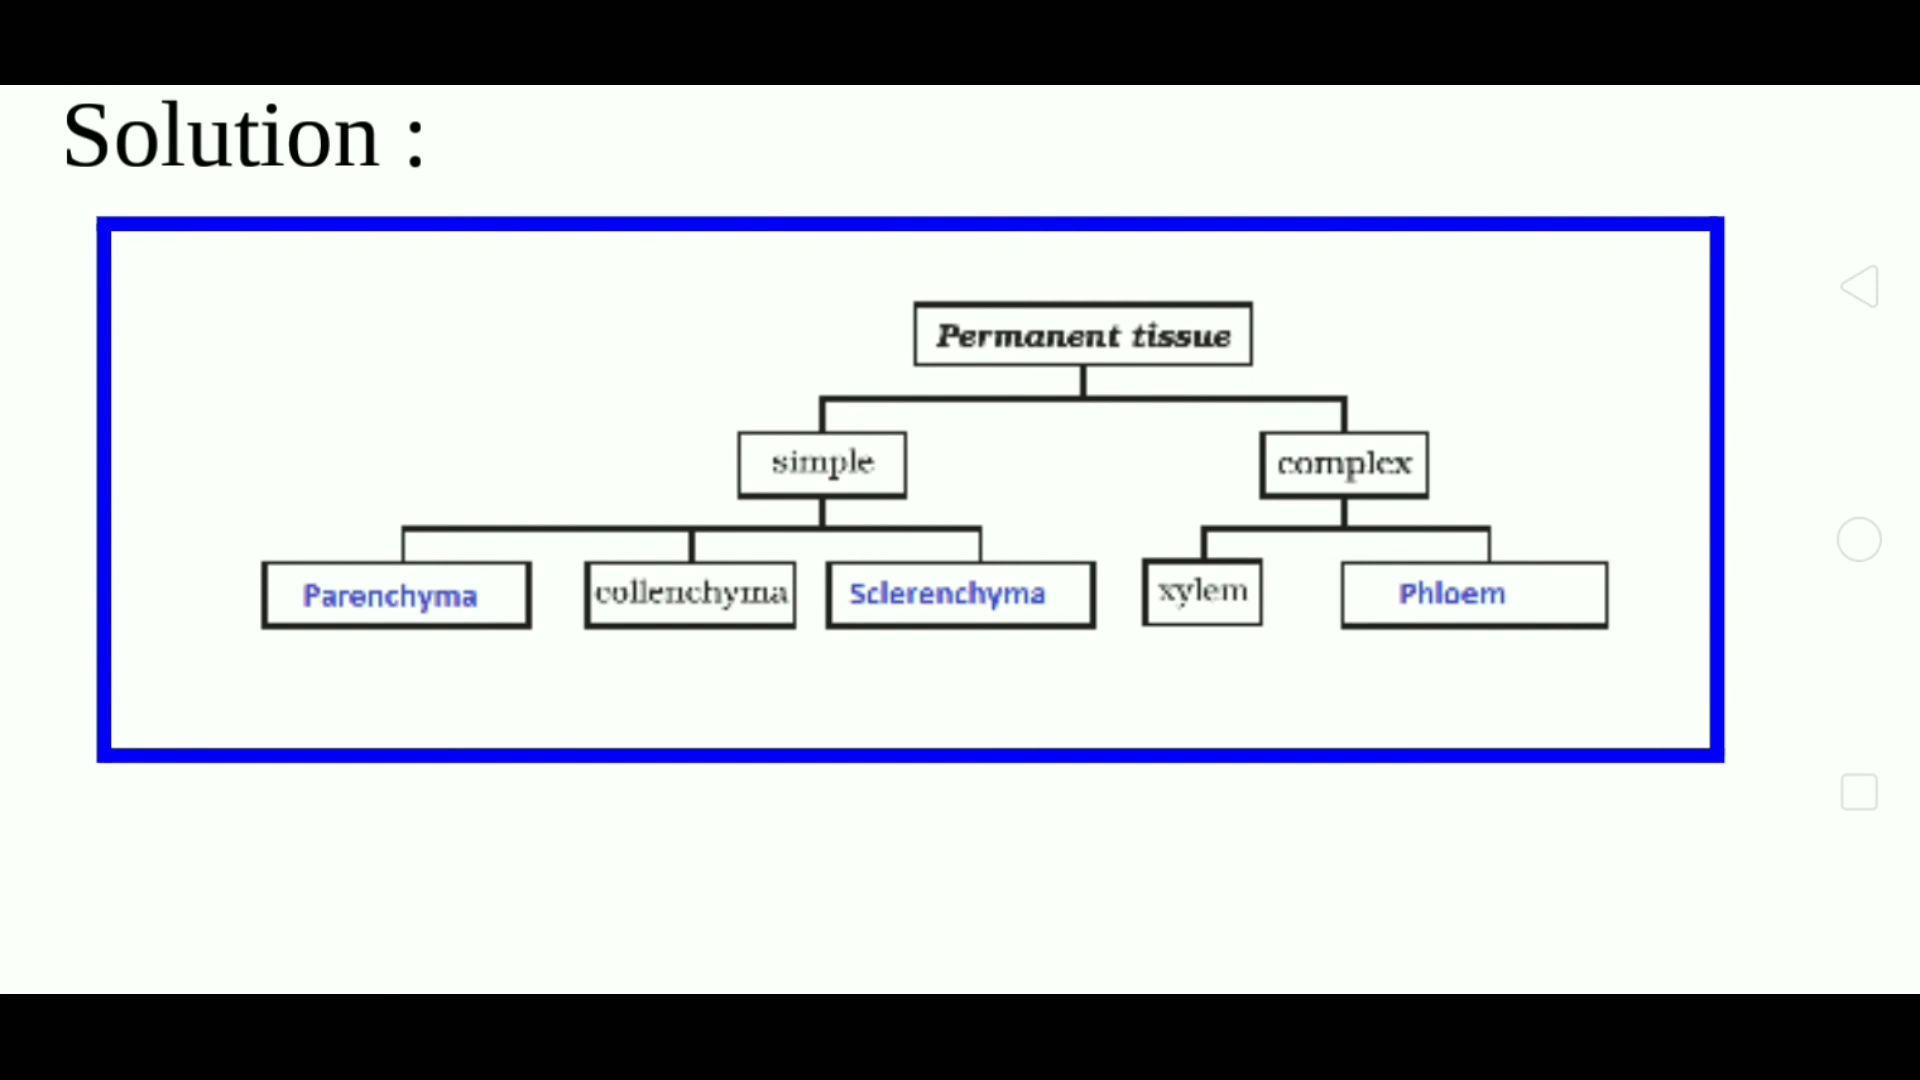 Solution :
Permanent tissue
simple
complex
Parenchyma
collenchyma
Sclerenchyma
xylem
Phloem